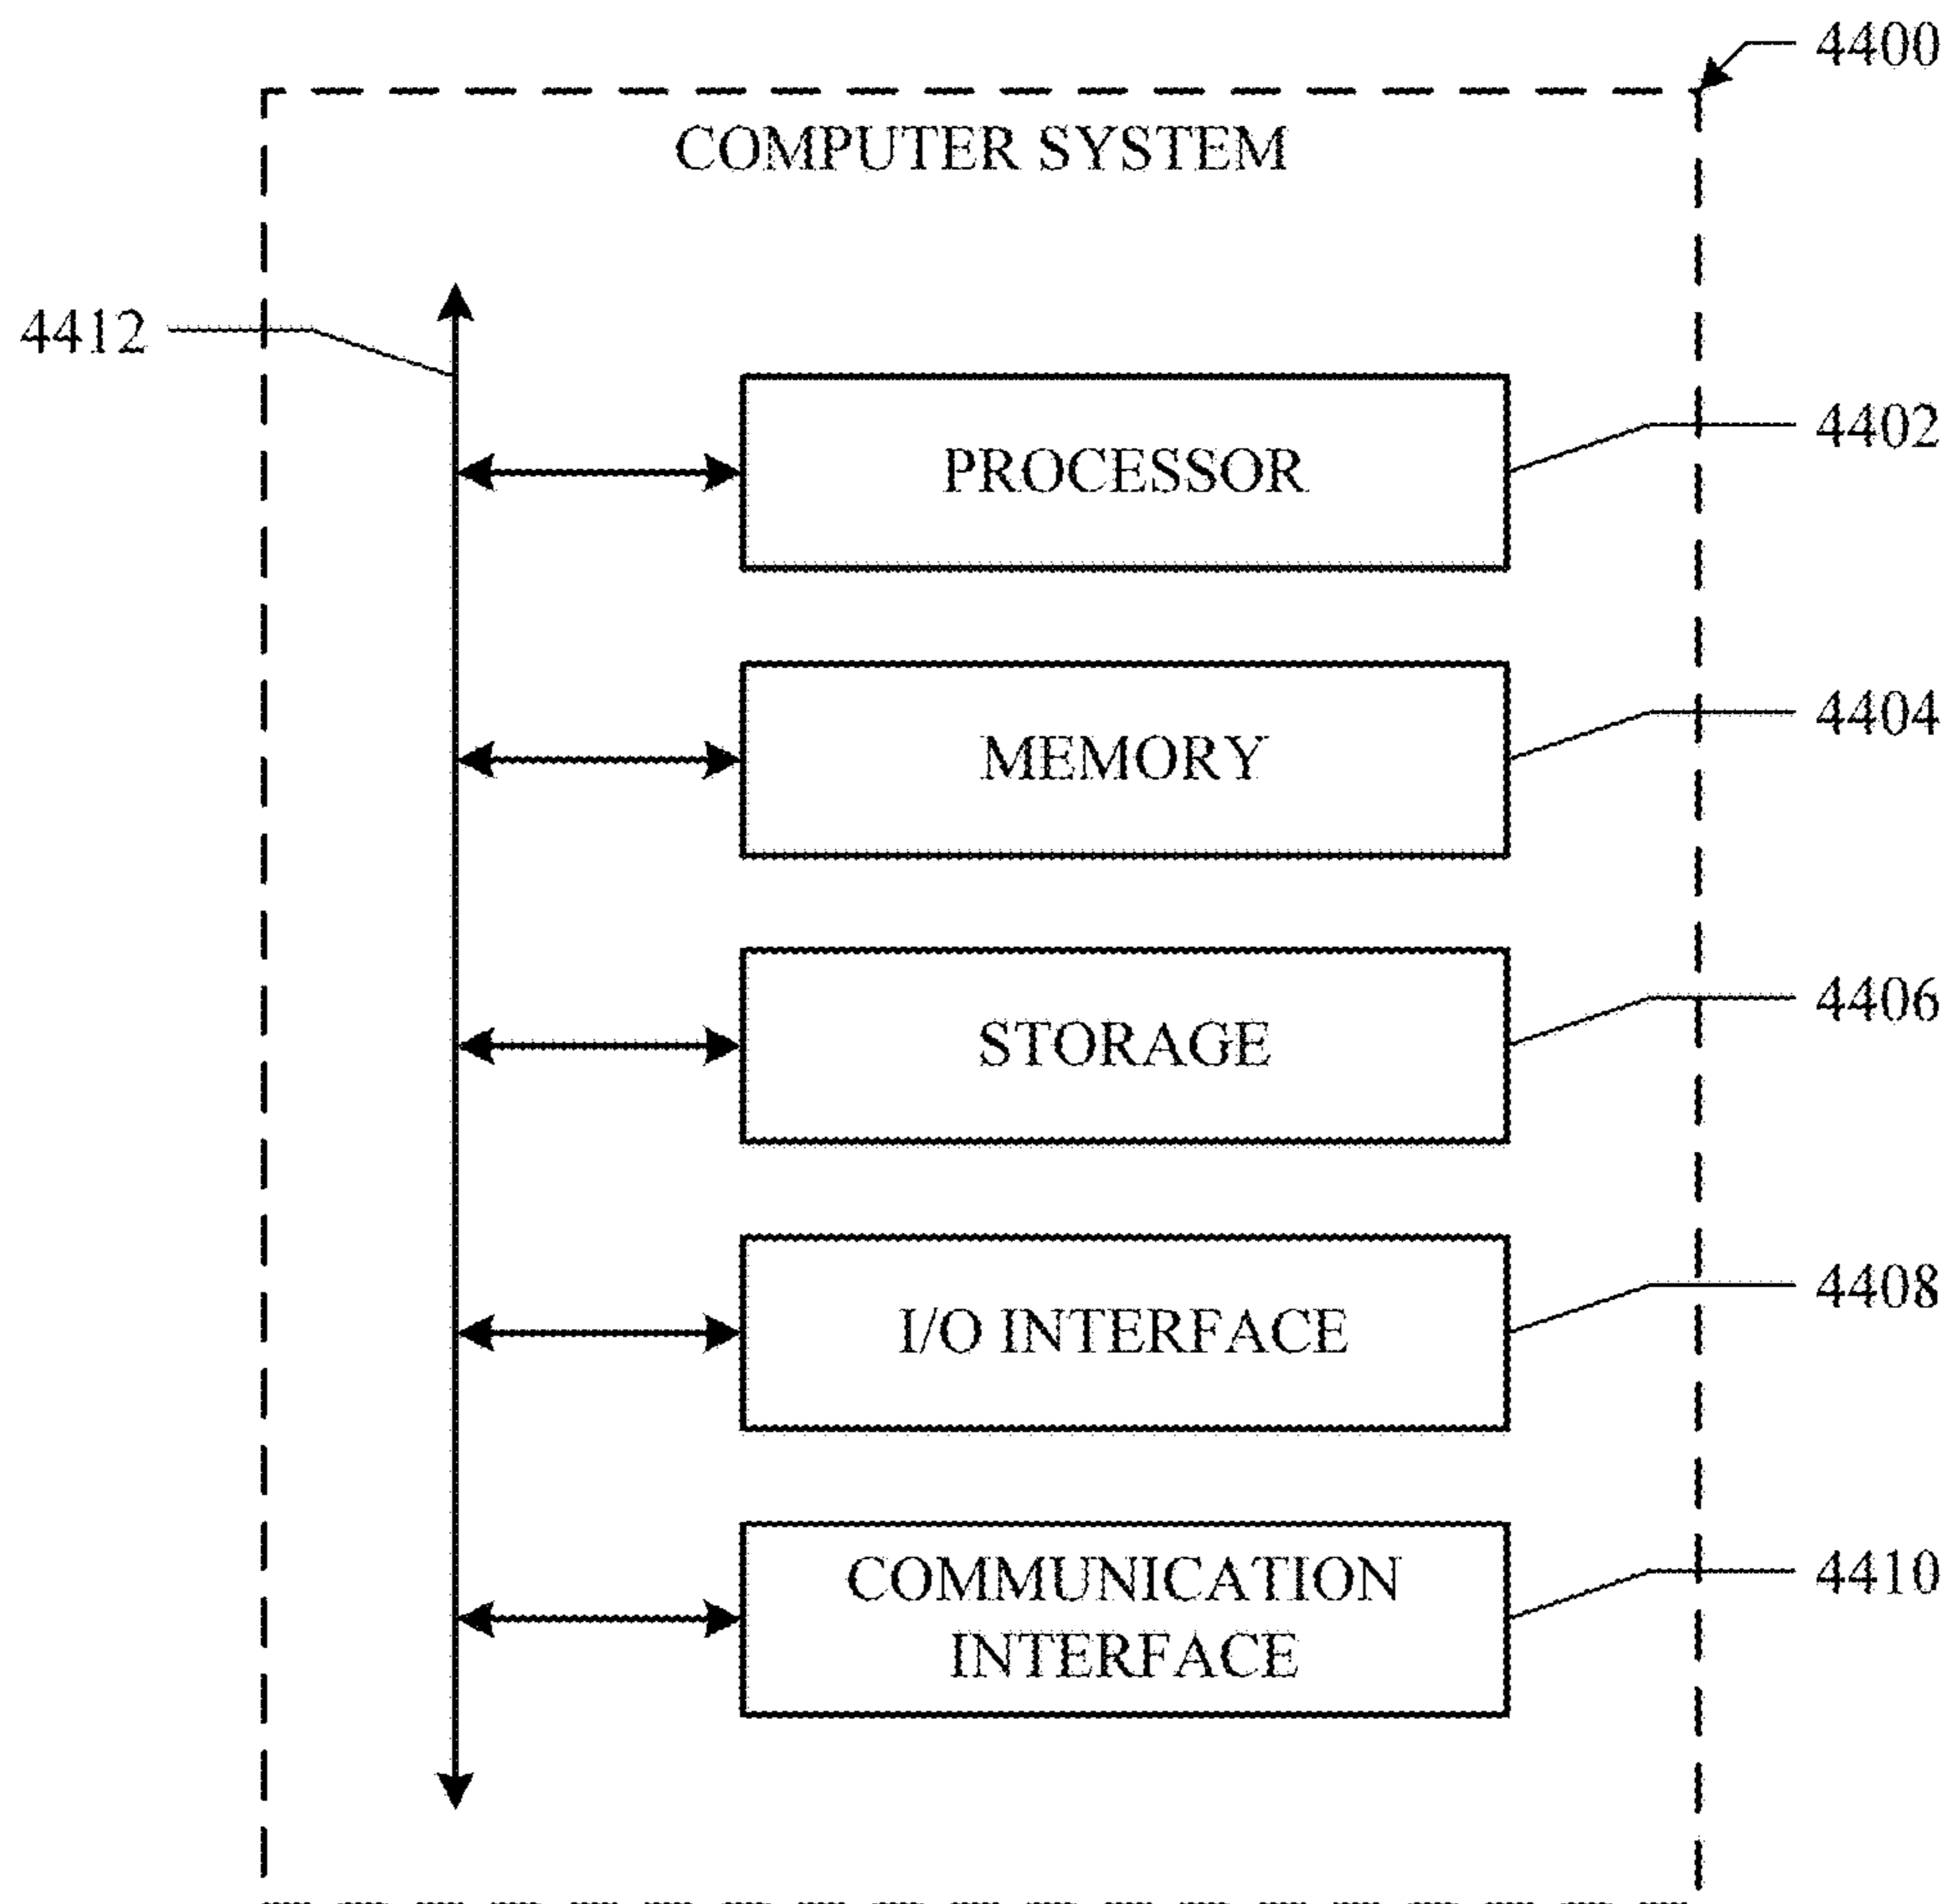 4400
COMPUTER SYSTEM
4412
4402
PROCESSOR
4404
MEMORY
4406
STORAGE
4408
I/O INTERFACE
4410
COMMUNICATION
INTERFACE